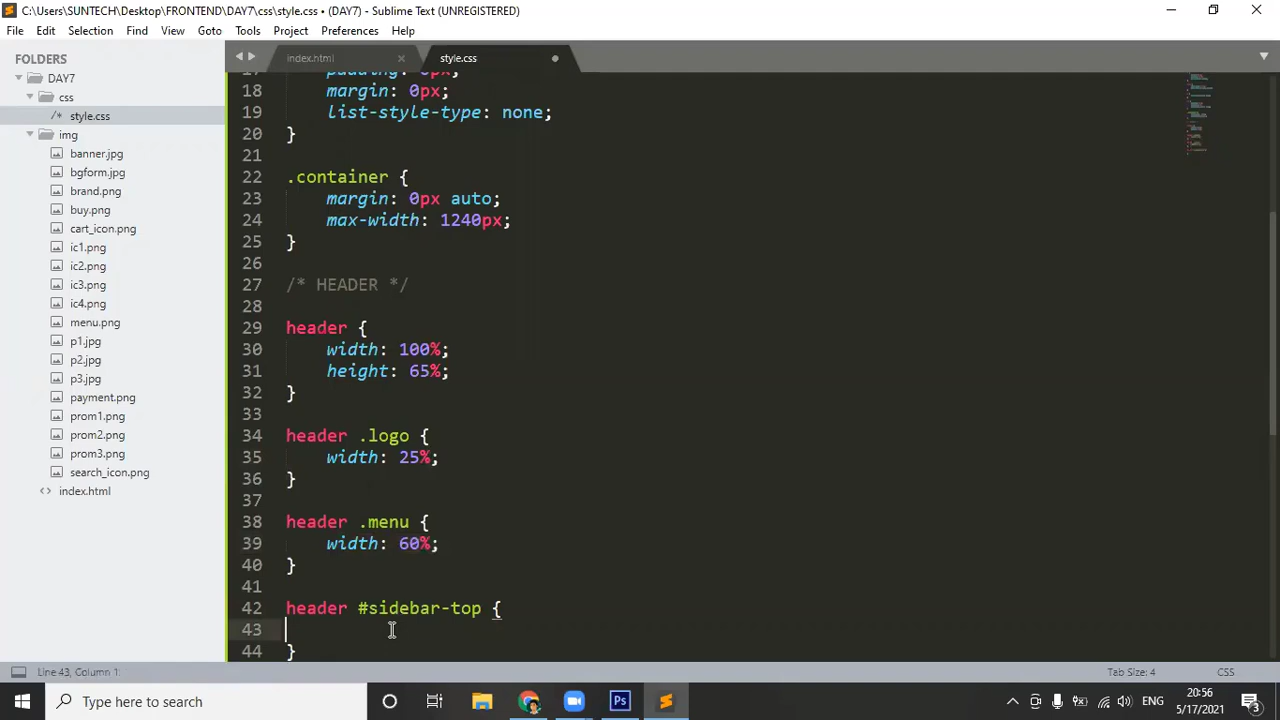 C:\Users\SUNTECH\Desktop\FRONTEND\DAY7\css\style.css • (DAY7) - Sublime Text (UNREGISTERED)
File Edit Selection Find View Goto Tools Project Preferences Help
FOLDERS
DAY7
css
/* style.css
img
banner.jpg
bgform.jpg
brand.png
buy.png
cart_icon.png
ic1.png
ic2.png
ic3.png
ic4.png
menu.png
p1.jpg
p2.jpg
p3.jpg
payment.png
prom1.png
prom2.png
prom3.png
search_icon.png
<> index.html
index.html
style.css
17 padding: 0px;
18 margin: 0px;
19 list-style-type: none;
20 }
21
22 .container {
23 margin: 0px auto;
24 max-width: 1240px;
25 }
26
27 /* HEADER */
28
29 header {
30 width: 100%;
31 height: 65%;
32 }
33
34 header .logo {
35 width: 25%;
36 }
37
38 header .menu {
39 width: 60%;
40 }
41
42 header #sidebar-top {
43
44 }
Line 43, Column 1
Tab Size: 4
CSS
Type here to search
Ps
ENG
20:56
5/17/2021
3